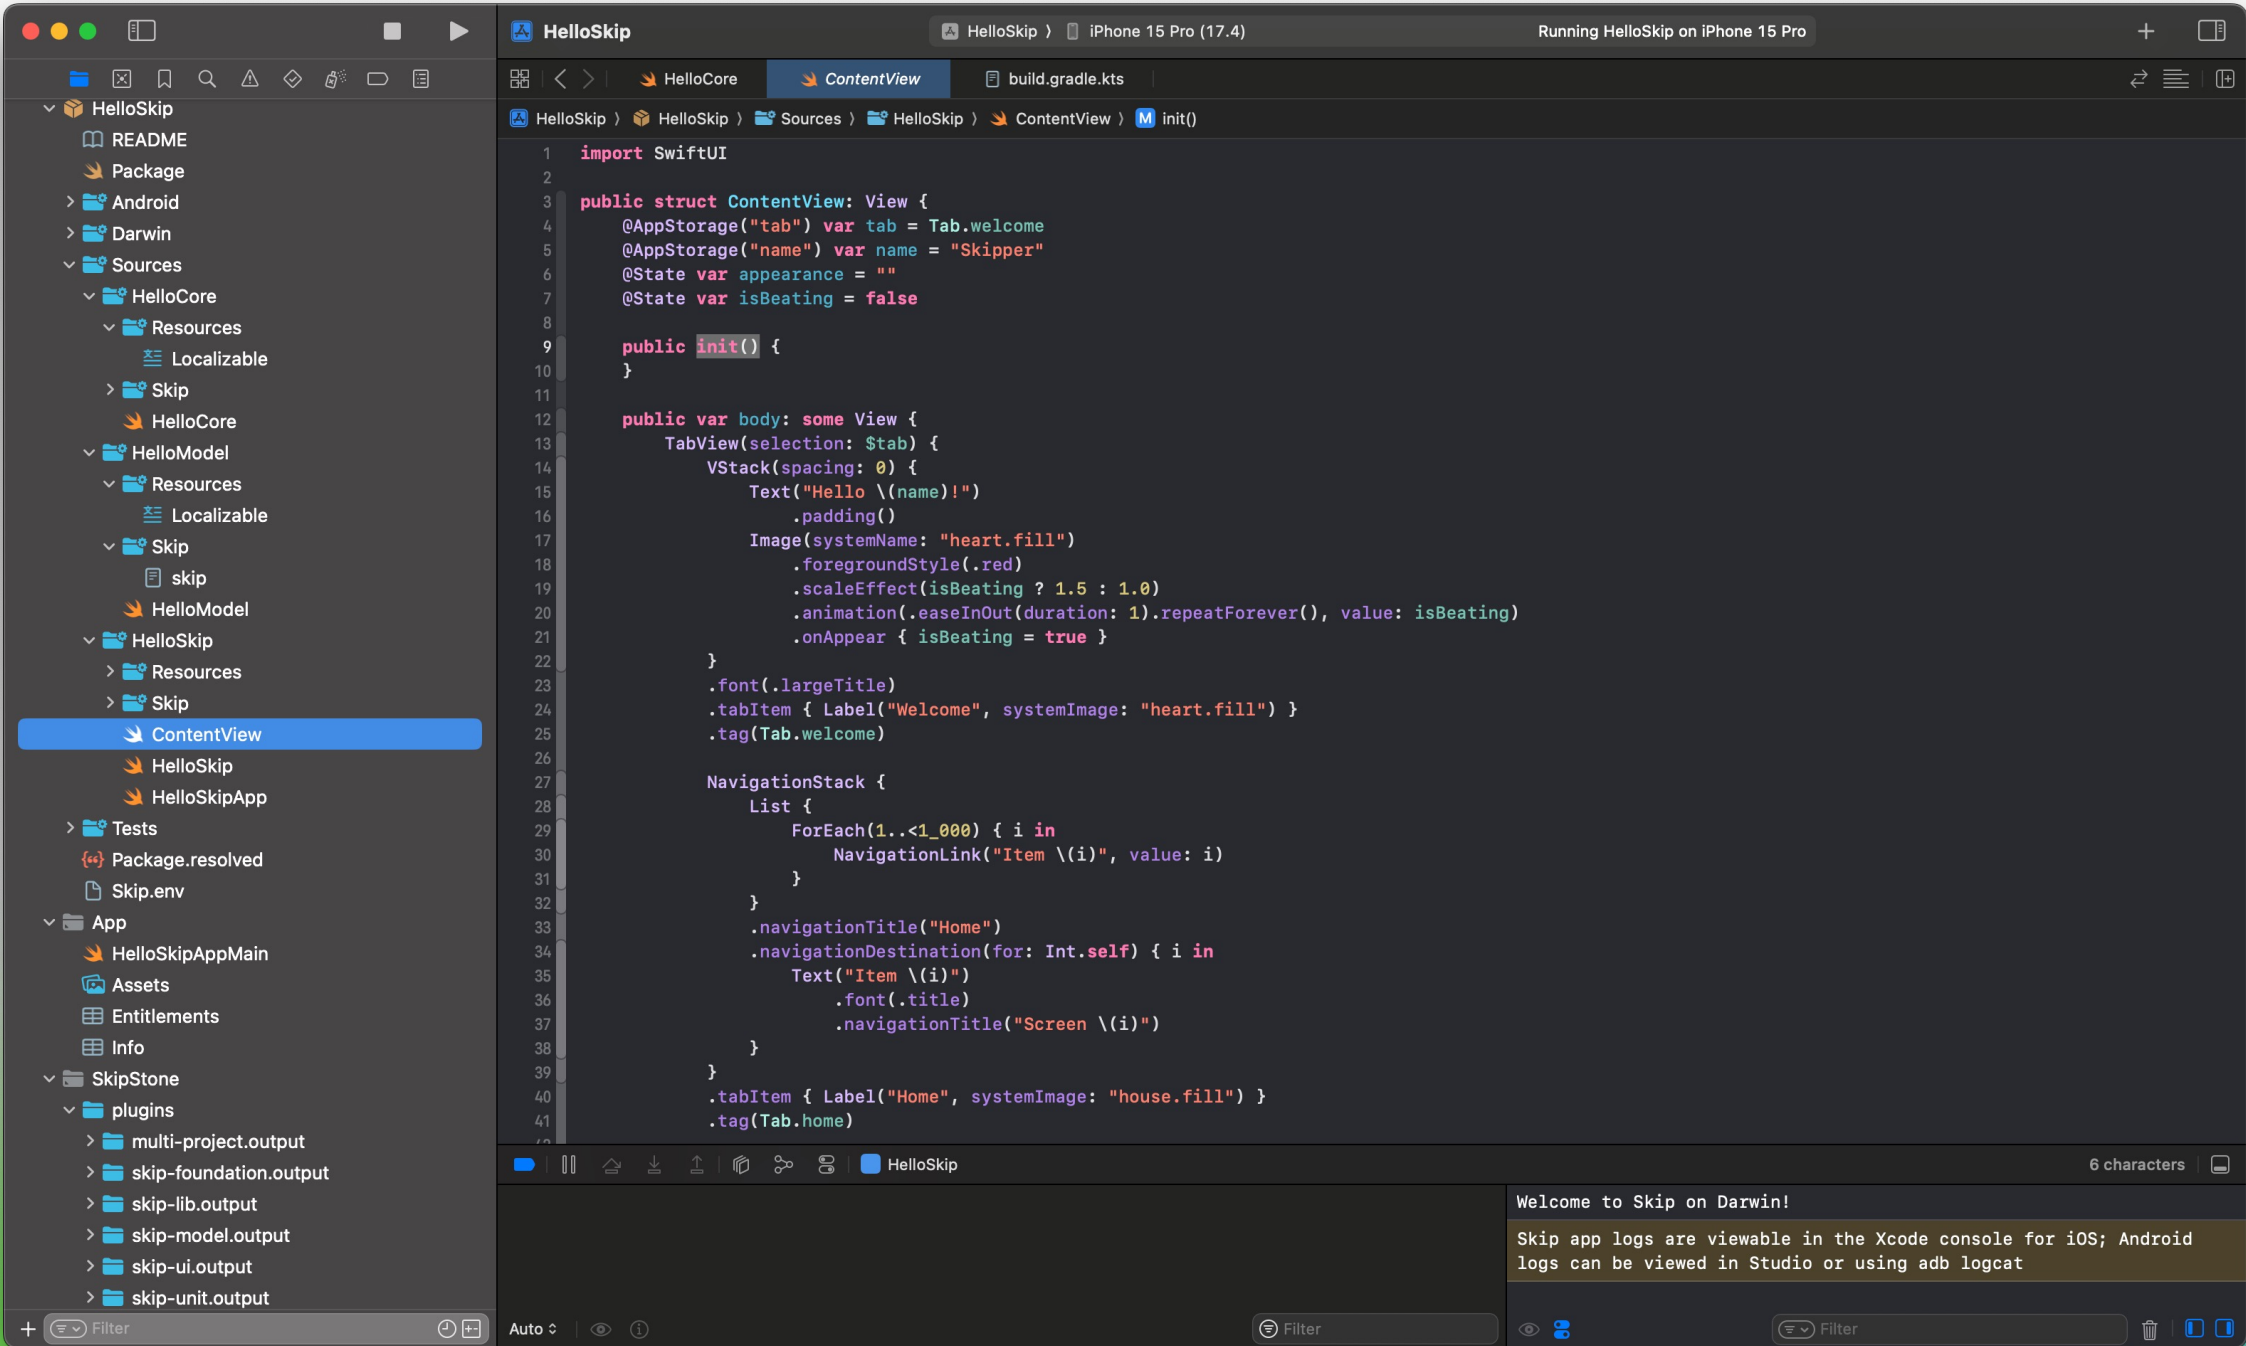 HelloSkip
HelloSkip
iPhone 15 Pro (17.4)
Running HelloSkip on iPhone 15 Pro
HelloCore
ContentView
build.gradle.kts
HelloSkip
HelloSkip
Sources
HelloSkip
ContentView
M
init()
HelloSkip
README
Package
Android
Darwin
Sources
HelloCore
Resources
Localizable
Skip
HelloCore
HelloModel
Resources
Localizable
Skip
skip
HelloModel
HelloSkip
Resources
Skip
ContentView
HelloSkip
HelloSkipApp
Tests
Package.resolved
Skip.env
App
HelloSkipAppMain
Assets
Entitlements
Info
SkipStone
plugins
multi-project.output
skip-foundation.output
skip-lib.output
skip-model.output
skip-ui.output
skip-unit.output
Filter
1 import SwiftUI
2
3 public struct ContentView: View {
4 @AppStorage("tab") var tab = Tab.welcome
5 @AppStorage("name") var name = "Skipper"
6 @State var appearance = ""
7 @State var isBeating = false
8
9 public init() {
10 }
11
12 public var body: some View {
13 TabView(selection: $tab) {
14 VStack(spacing: 0) {
15 Text("Hello \(name)!")
16 .padding()
17 Image(systemName: "heart.fill")
18 .foregroundStyle(.red)
19 .scaleEffect(isBeating ? 1.5 : 1.0)
20 .animation(.easeInOut(duration: 1).repeatForever(), value: isBeating)
21 .onAppear { isBeating = true }
22 }
23 .font(.largeTitle)
24 .tabItem { Label("Welcome", systemImage: "heart.fill") }
25 .tag(Tab.welcome)
26
27 NavigationStack {
28 List {
29 ForEach(1..<1_000) { i in
30 NavigationLink("Item \(i)", value: i)
31 }
32 }
33 .navigationTitle("Home")
34 .navigationDestination(for: Int.self) { i in
35 Text("Item \(i)")
36 .font(.title)
37 .navigationTitle("Screen \(i)")
38 }
39 }
40 .tabItem { Label("Home", systemImage: "house.fill") }
41 .tag(Tab.home)
HelloSkip
6 characters
Welcome to Skip on Darwin!
Skip app logs are viewable in the Xcode console for iOS; Android
logs can be viewed in Studio or using adb logcat
Auto
Filter
Filter